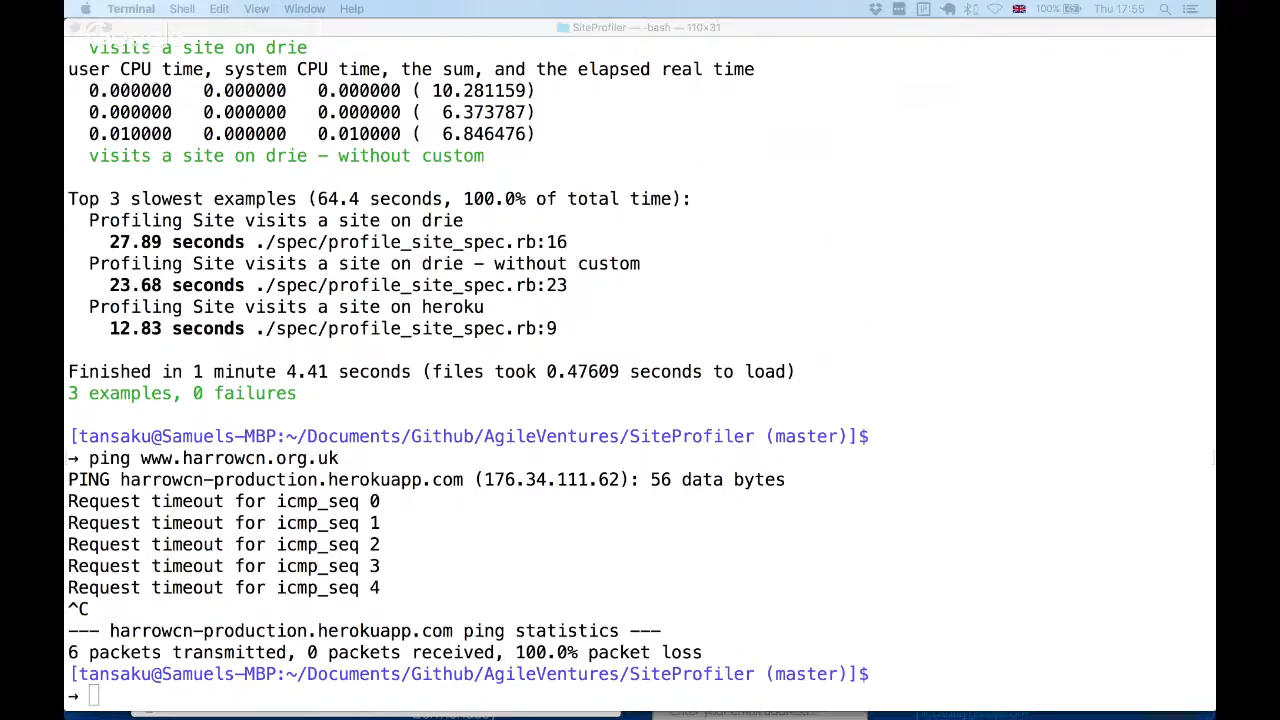 Terminal Shell Edit View Window Help 100% Thu 17:55
SiteProfiler — -bash — 110×31
visits a site on drie
user CPU time, system CPU time, the sum, and the elapsed real time
0.000000 0.000000 0.000000 ( 10.281159)
0.000000 0.000000 0.000000 ( 6.373787)
0.010000 0.000000 0.010000 ( 6.846476)
visits a site on drie - without custom
Top 3 slowest examples (64.4 seconds, 100.0% of total time):
Profiling Site visits a site on drie
27.89 seconds ./spec/profile_site_spec.rb:16
Profiling Site visits a site on drie - without custom
23.68 seconds ./spec/profile_site_spec.rb:23
Profiling Site visits a site on heroku
12.83 seconds ./spec/profile_site_spec.rb:9
Finished in 1 minute 4.41 seconds (files took 0.47609 seconds to load)
3 examples, 0 failures
[tansaku@Samuels-MBP:~/Documents/Github/AgileVentures/SiteProfiler (master)]$
→ ping www.harrowcn.org.uk
PING harrowcn-production.herokuapp.com (176.34.111.62): 56 data bytes
Request timeout for icmp_seq 0
Request timeout for icmp_seq 1
Request timeout for icmp_seq 2
Request timeout for icmp_seq 3
Request timeout for icmp_seq 4
^C
--- harrowcn-production.herokuapp.com ping statistics ---
6 packets transmitted, 0 packets received, 100.0% packet loss
[tansaku@Samuels-MBP:~/Documents/Github/AgileVentures/SiteProfiler (master)]$
→